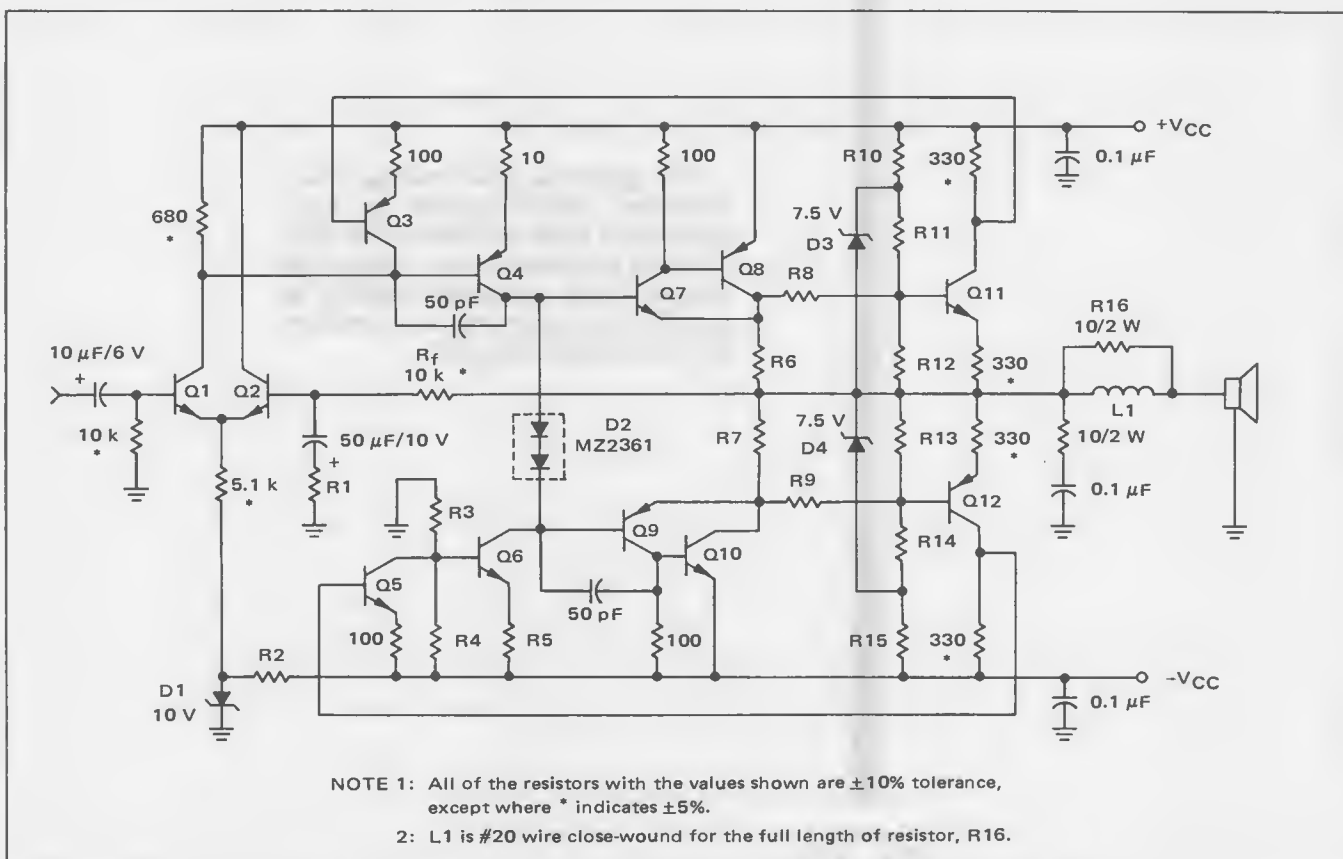 +VCC
100
10
100
R10
330
*
0.1 µF
680
*
Q3
7.5 V
D3
R11
Q4
Q8
Q7
R8
Q11
50 pF
R16
10/2 W
10 µF/6 V
+
Rf
10 k *
R6
R12
330
*
Q1
Q2
L1
10 k
*
50 µF/10 V
+
D2
MZ2361
R7
7.5 V
D4
R13
330
*
10/2 W
5.1 k
*
R1
R9
Q12
0.1 µF
R3
Q9
Q6
Q10
R14
Q5
50 pF
100
R4
R5
100
R15
330
*
R2
D1
10 V
-VCC
0.1 µF
NOTE 1: All of the resistors with the values shown are ±10% tolerance,
except where * indicates ±5%.
2: L1 is #20 wire close-wound for the full length of resistor, R16.